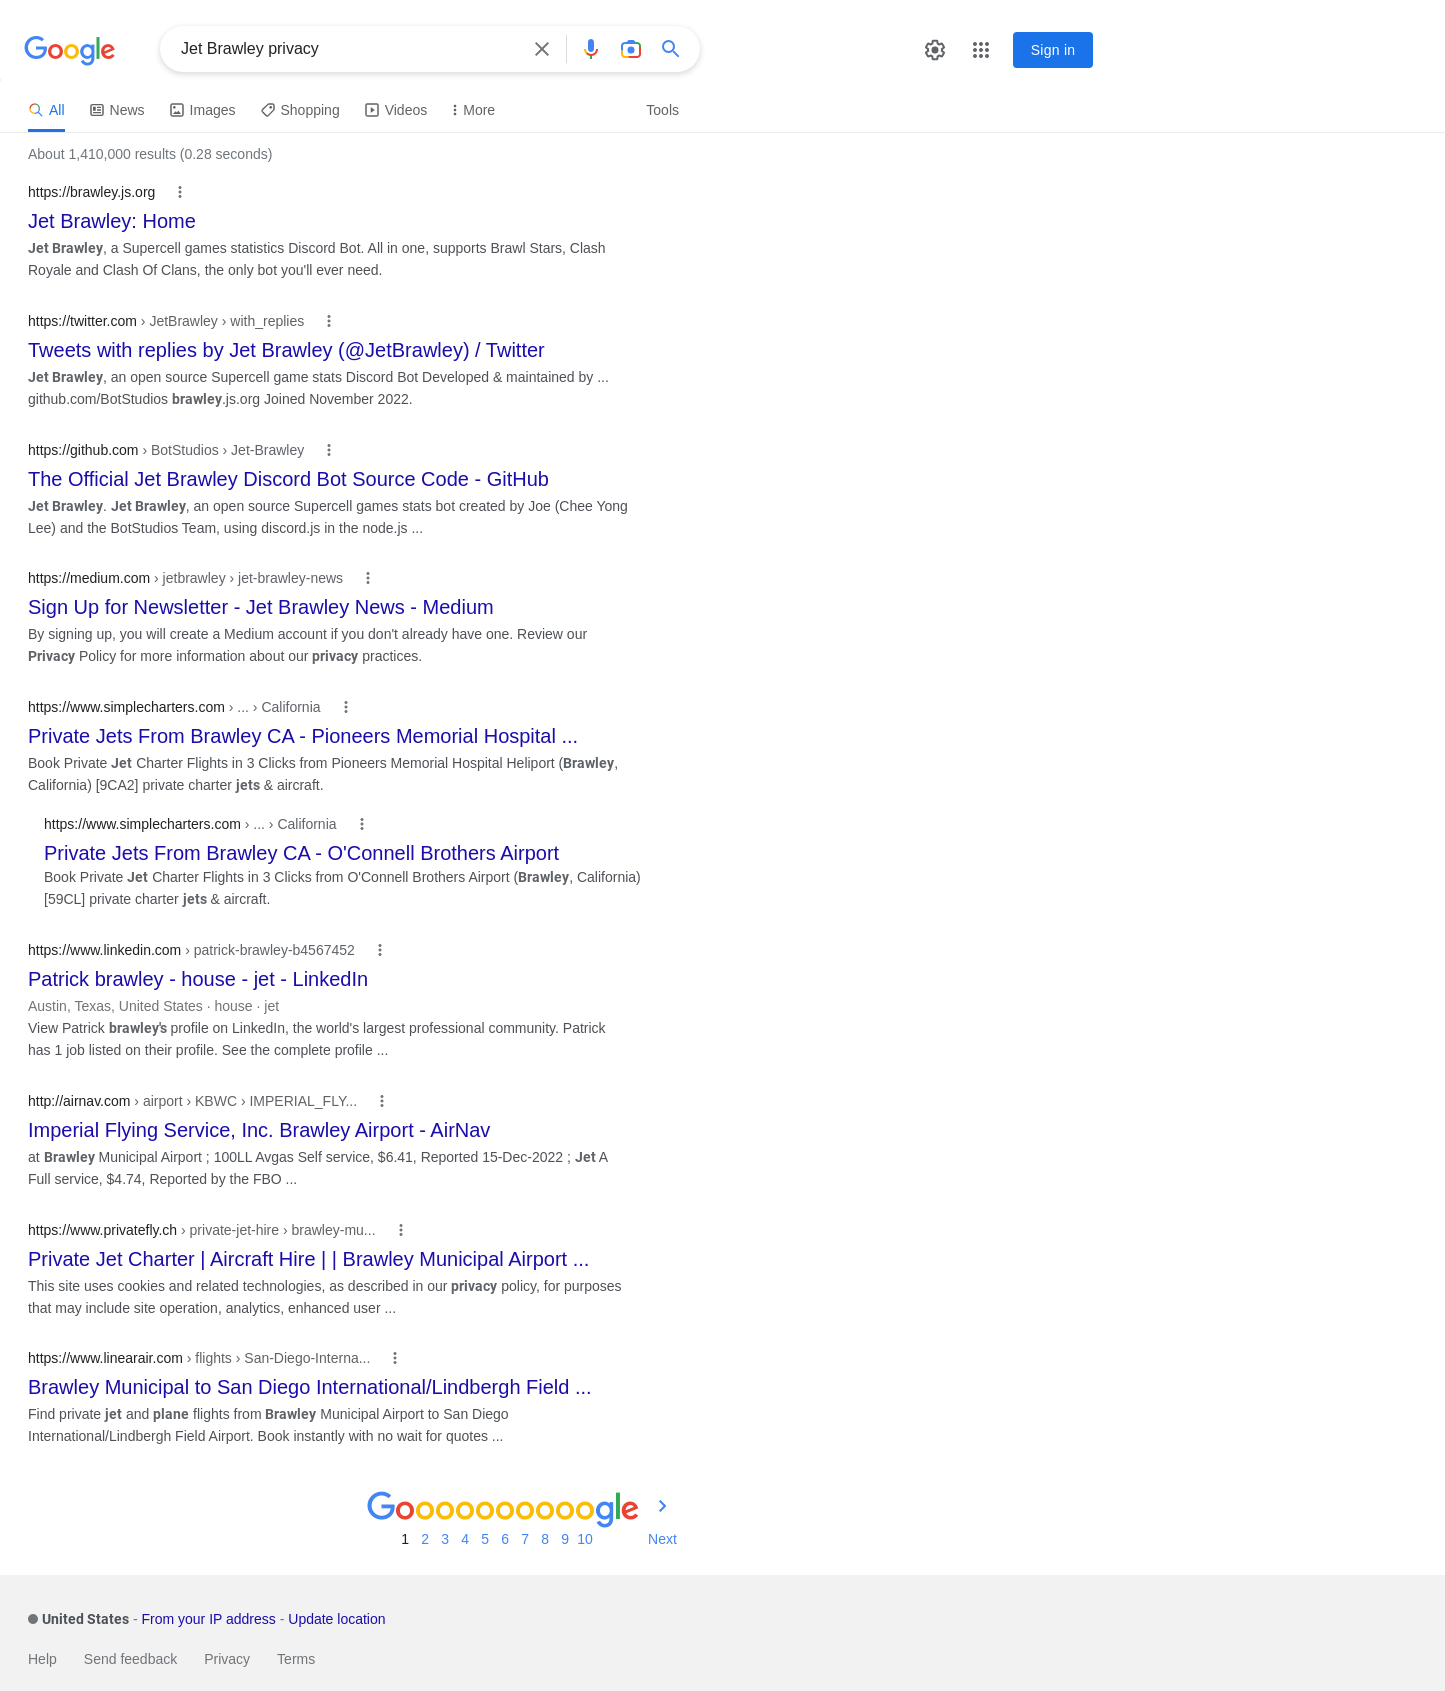 Google
Jet Brawley privacy
Sign in
All News Images Shopping Videos More Tools
About 1,410,000 results (0.28 seconds)
https://brawley.js.org
Jet Brawley: Home
Jet Brawley, a Supercell games statistics Discord Bot. All in one, supports Brawl Stars, Clash
Royale and Clash Of Clans, the only bot you'll ever need.
https://twitter.com › JetBrawley › with_replies
Tweets with replies by Jet Brawley (@JetBrawley) / Twitter
Jet Brawley, an open source Supercell game stats Discord Bot Developed & maintained by ...
github.com/BotStudios brawley.js.org Joined November 2022.
https://github.com › BotStudios › Jet-Brawley
The Official Jet Brawley Discord Bot Source Code - GitHub
Jet Brawley. Jet Brawley, an open source Supercell games stats bot created by Joe (Chee Yong
Lee) and the BotStudios Team, using discord.js in the node.js ...
https://medium.com › jetbrawley › jet-brawley-news
Sign Up for Newsletter - Jet Brawley News - Medium
By signing up, you will create a Medium account if you don't already have one. Review our
Privacy Policy for more information about our privacy practices.
https://www.simplecharters.com › ... › California
Private Jets From Brawley CA - Pioneers Memorial Hospital ...
Book Private Jet Charter Flights in 3 Clicks from Pioneers Memorial Hospital Heliport (Brawley,
California) [9CA2] private charter jets & aircraft.
https://www.simplecharters.com › ... › California
Private Jets From Brawley CA - O'Connell Brothers Airport
Book Private Jet Charter Flights in 3 Clicks from O'Connell Brothers Airport (Brawley, California)
[59CL] private charter jets & aircraft.
https://www.linkedin.com › patrick-brawley-b4567452
Patrick brawley - house - jet - LinkedIn
Austin, Texas, United States · house · jet
View Patrick brawley's profile on LinkedIn, the world's largest professional community. Patrick
has 1 job listed on their profile. See the complete profile ...
http://airnav.com › airport › KBWC › IMPERIAL_FLY...
Imperial Flying Service, Inc. Brawley Airport - AirNav
at Brawley Municipal Airport ; 100LL Avgas Self service, $6.41, Reported 15-Dec-2022 ; Jet A
Full service, $4.74, Reported by the FBO ...
https://www.privatefly.ch › private-jet-hire › brawley-mu...
Private Jet Charter | Aircraft Hire | | Brawley Municipal Airport ...
This site uses cookies and related technologies, as described in our privacy policy, for purposes
that may include site operation, analytics, enhanced user ...
https://www.linearair.com › flights › San-Diego-Interna...
Brawley Municipal to San Diego International/Lindbergh Field ...
Find private jet and plane flights from Brawley Municipal Airport to San Diego
International/Lindbergh Field Airport. Book instantly with no wait for quotes ...
Goooooooooogle
1 2 3 4 5 6 7 8 9 10 Next
United States - From your IP address - Update location
Help Send feedback Privacy Terms